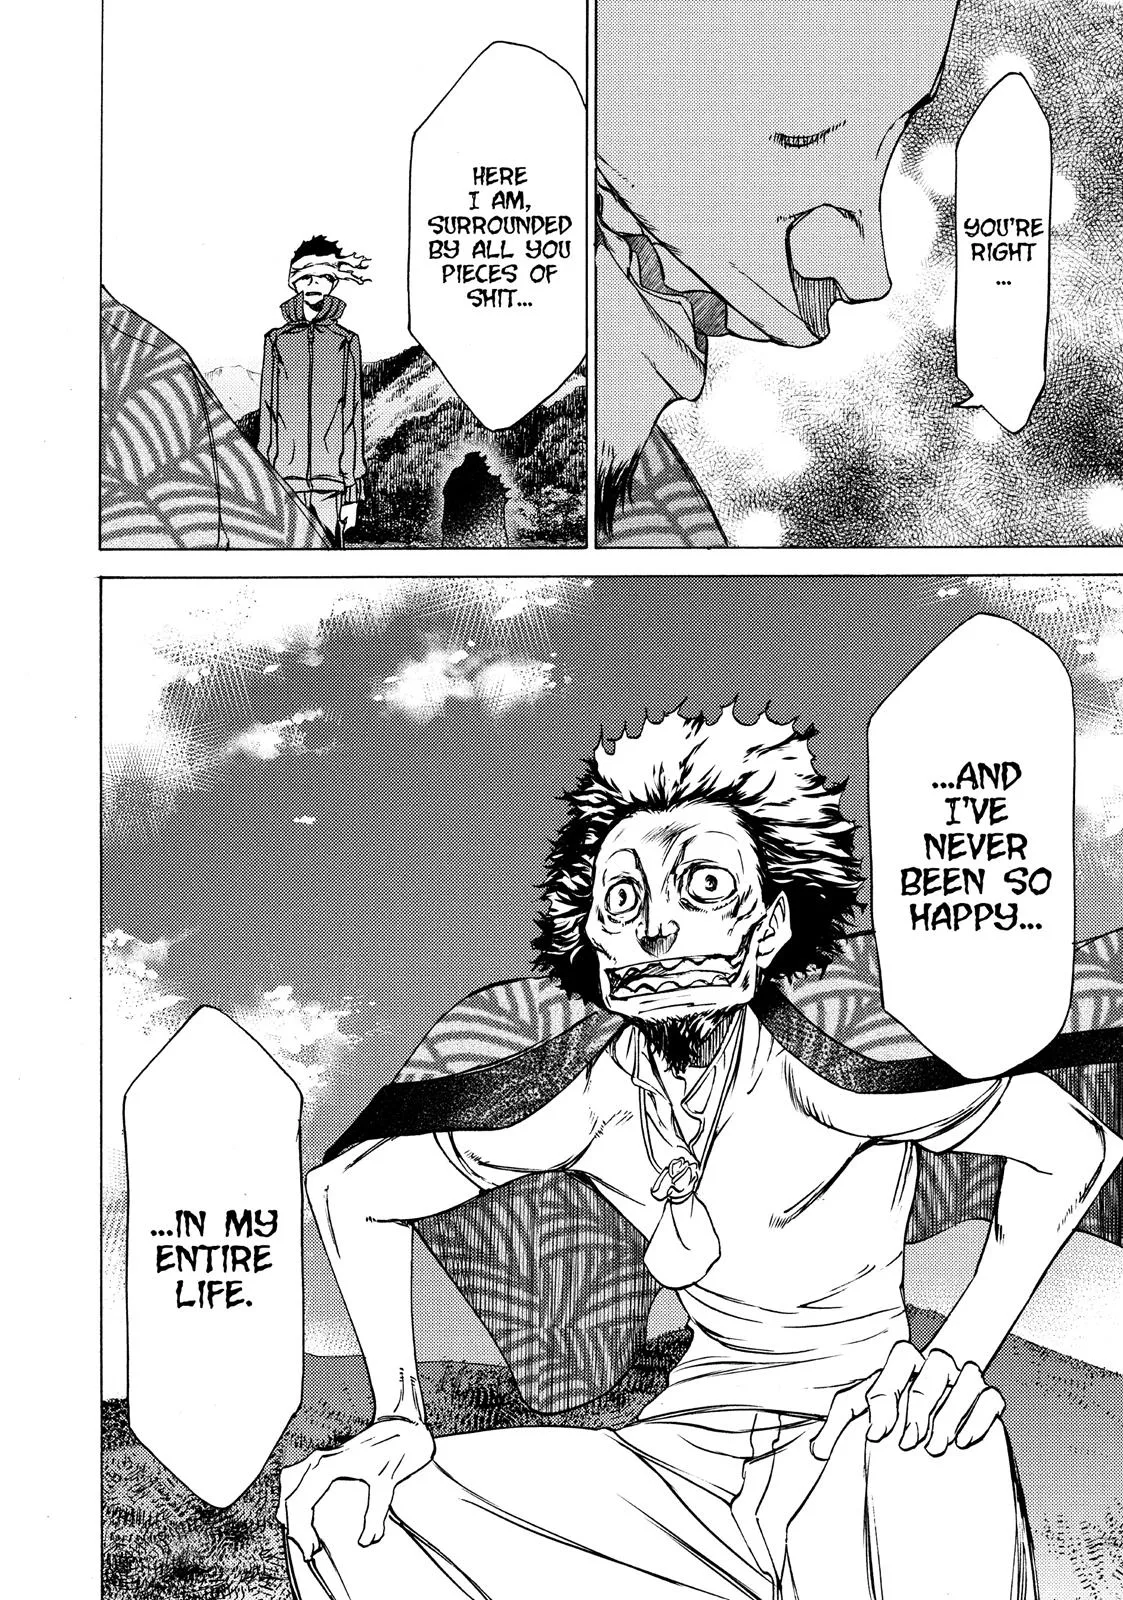 YOU'RE
RIGHT
...
HERE
I AM,
SURROUNDED
BY ALL YOU
PIECES OF
SHIT...
...AND
I'VE
NEVER
BEEN SO
HAPPY...
...IN MY
ENTIRE
LIFE.